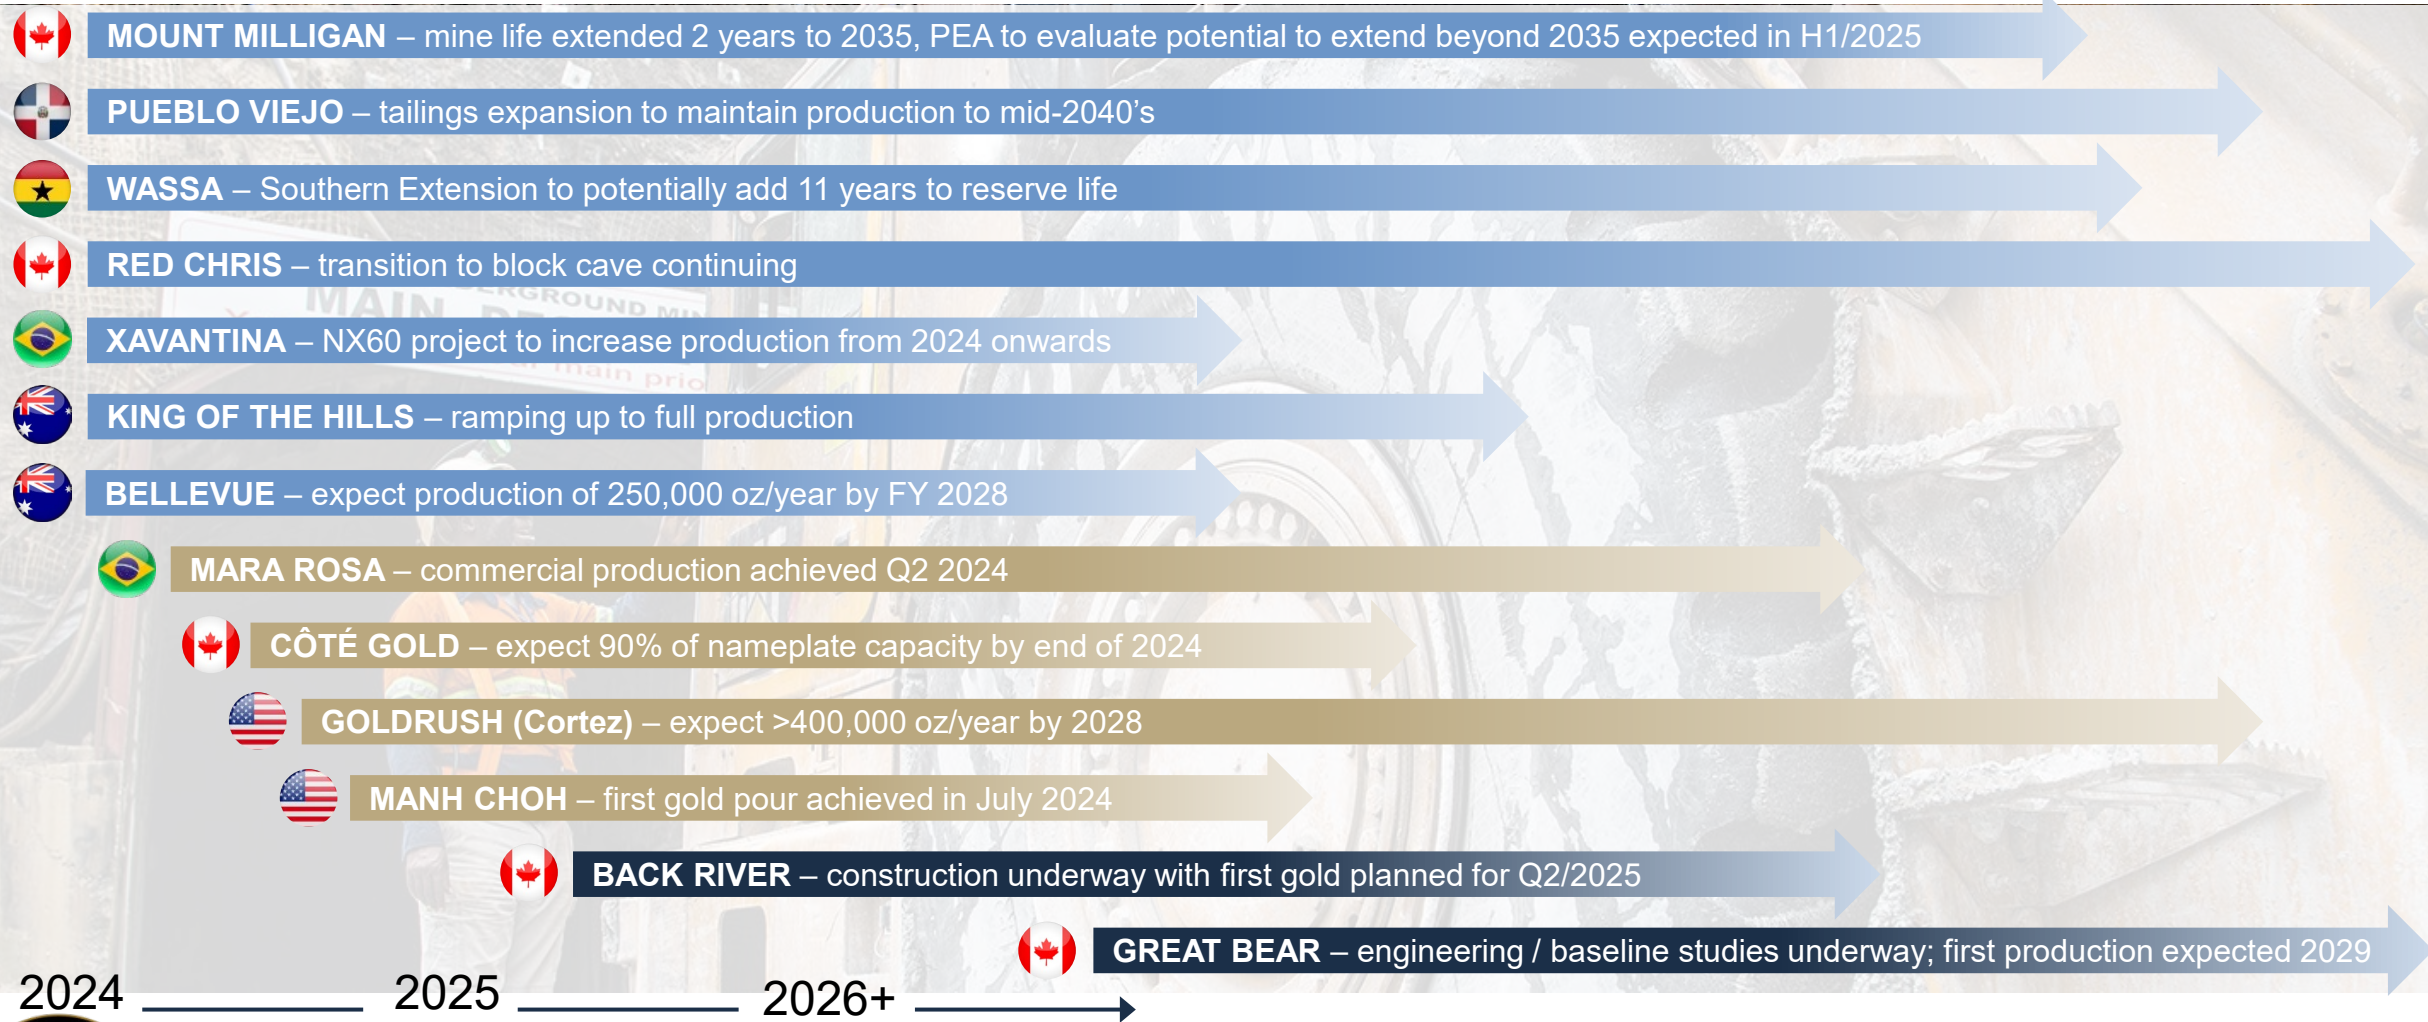 MOUNT MILLIGAN – mine life extended 2 years to 2035, PEA to evaluate potential to extend beyond 2035 expected in H1/2025
PUEBLO VIEJO – tailings expansion to maintain production to mid-2040’s
WASSA – Southern Extension to potentially add 11 years to reserve life
RED CHRIS – transition to block cave continuing
XAVANTINA – NX60 project to increase production from 2024 onwards
KING OF THE HILLS – ramping up to full production
BELLEVUE – expect production of 250,000 oz/year by FY 2028
MARA ROSA – commercial production achieved Q2 2024
CÔTÉ GOLD – expect 90% of nameplate capacity by end of 2024
GOLDRUSH (Cortez) – expect >400,000 oz/year by 2028
MANH CHOH – first gold pour achieved in July 2024
BACK RIVER – construction underway with first gold planned for Q2/2025
GREAT BEAR – engineering / baseline studies underway; first production expected 2029
2024 2025 2026+